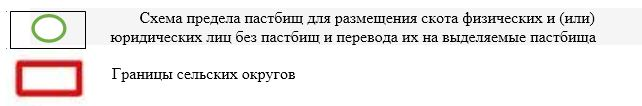 Схема предела пастбищ для размещения скота физических и (или)
юридических лиц без пастбищ и перевода их на выделяемые пастбища
Границы сельских округов